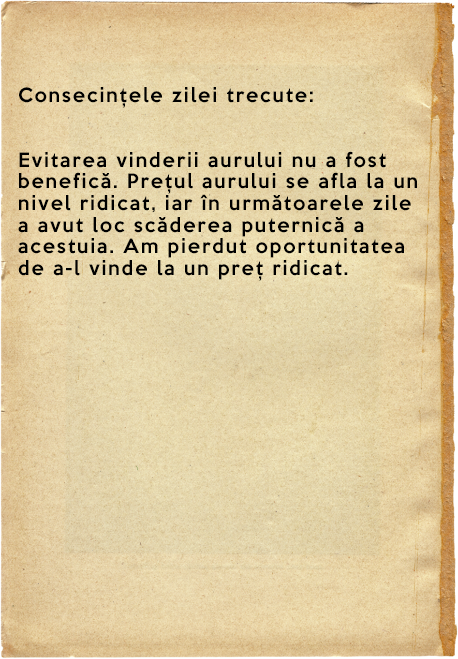 Consecințele zilei trecute:
Evitarea vinderii aurului nu a fost
benefică. Prețul aurului se afla la un
nivel ridicat, iar în următoarele zile
a avut loc scăderea puternică a
acestuia. Am pierdut oportunitatea
de a-l vinde la un preț ridicat.